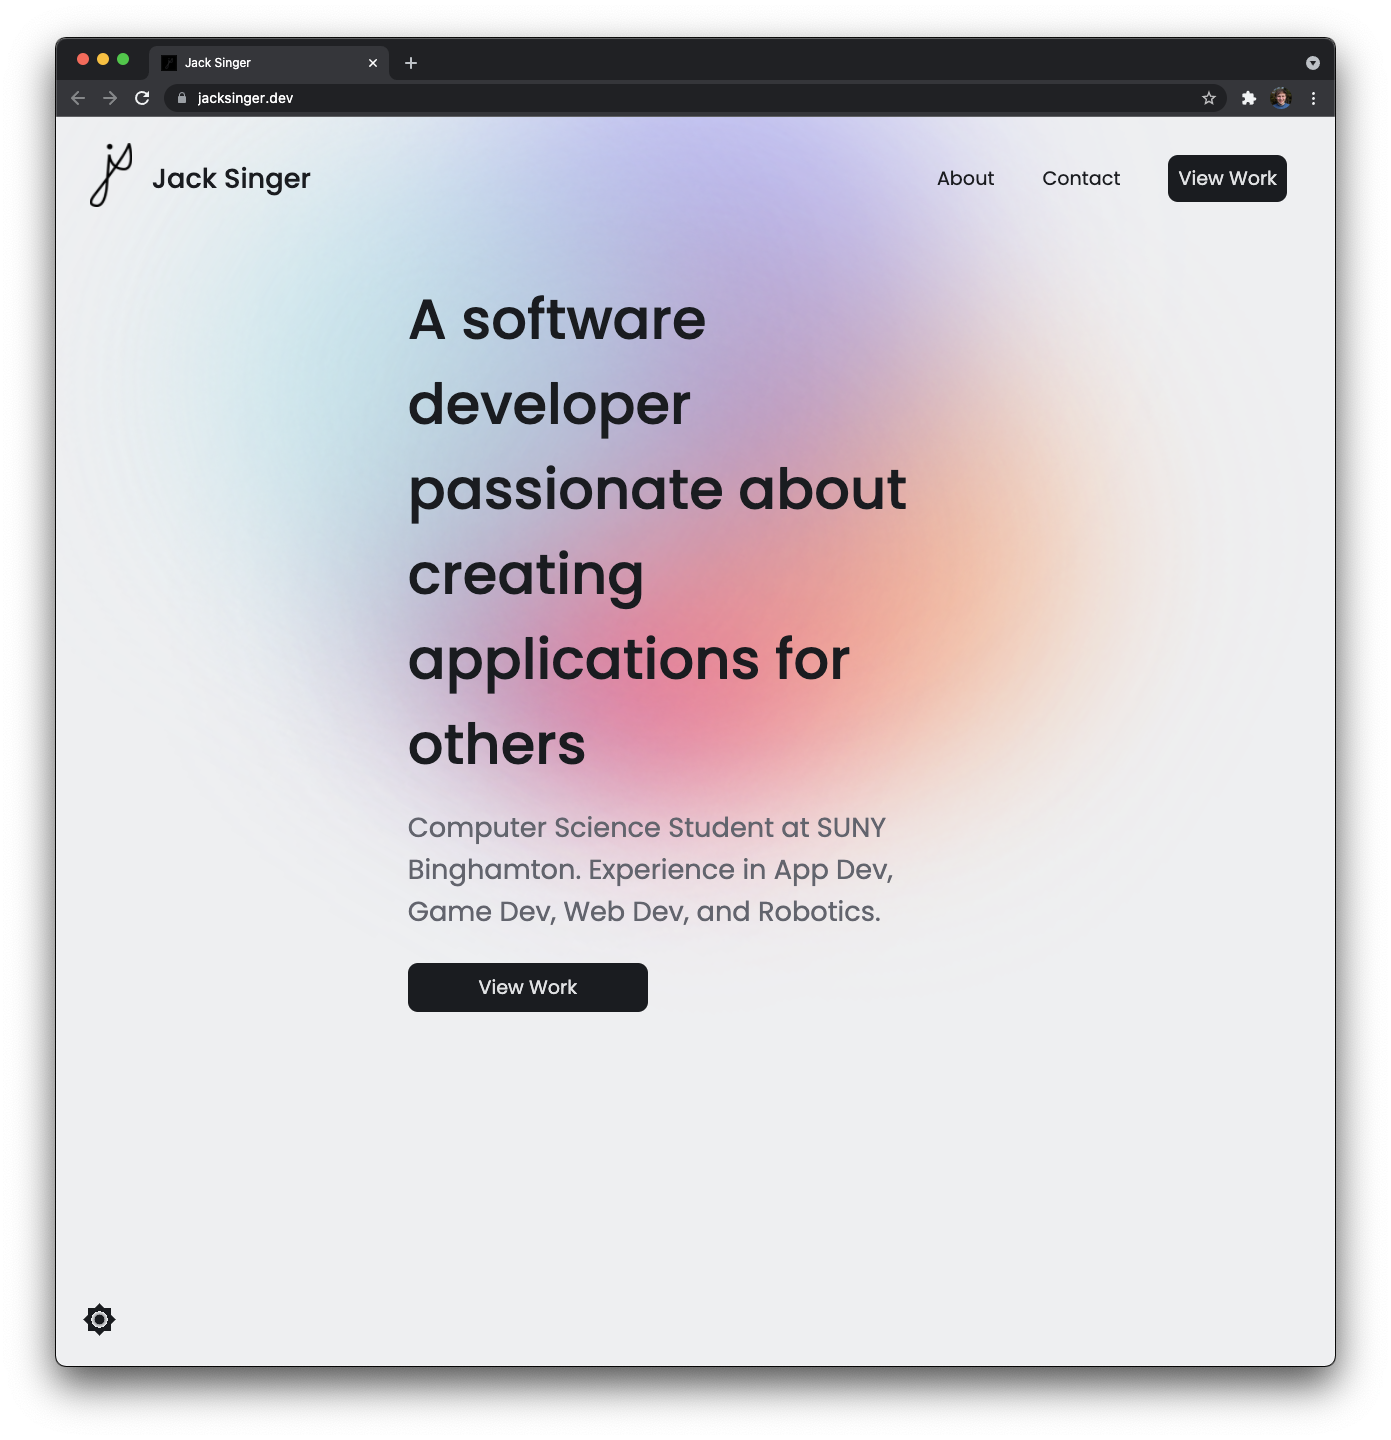 Jack Singer
jacksinger.dev
Jack Singer
About
Contact
View Work
A software
developer
passionate about
creating
applications for
others
Computer Science Student at SUNY
Binghamton. Experience in App Dev,
Game Dev, Web Dev, and Robotics.
View Work